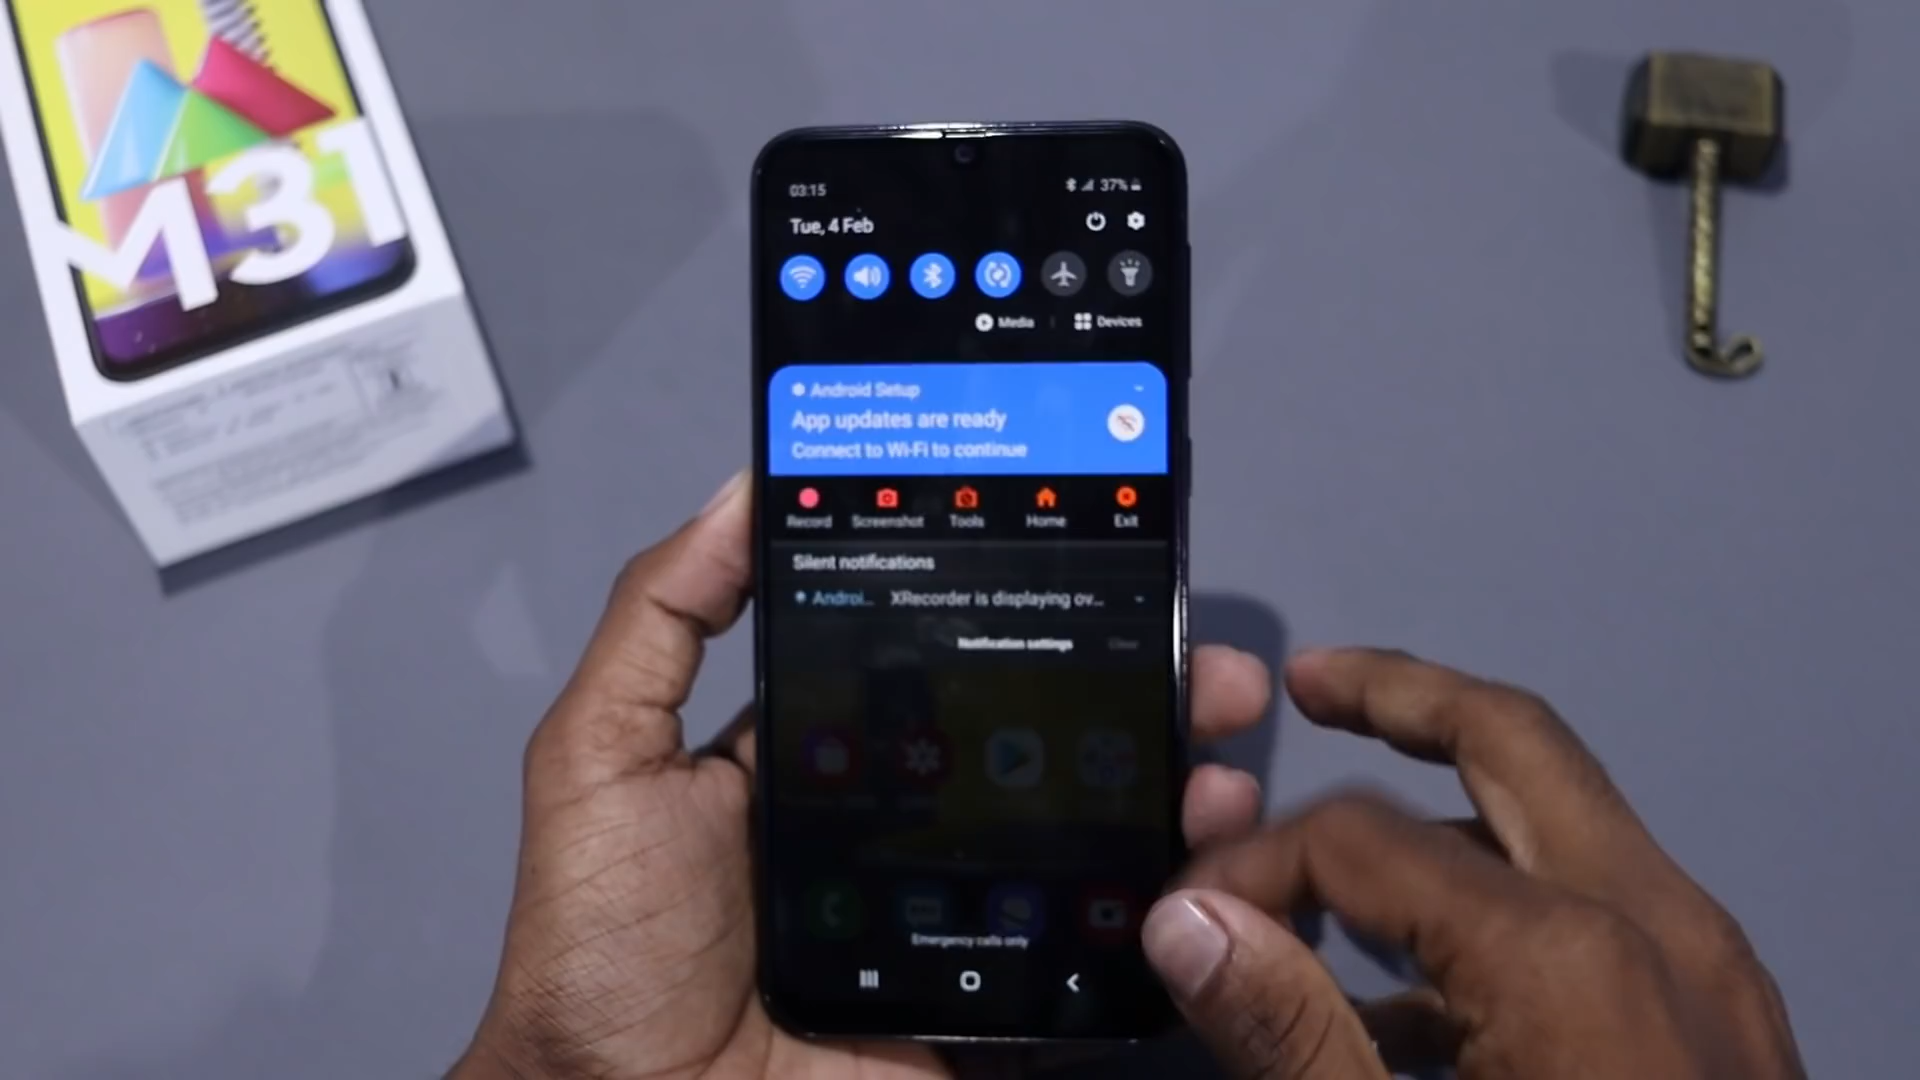 M31
03:15
37%
Tue, 4 Feb
Media
Devices
Android Setup
App updates are ready
Connect to Wi-Fi to continue
Record Screenshot Tools Home Exit
Silent notifications
Androi... XRecorder is displaying ov...
Notification settings
Clear
Emergency calls only